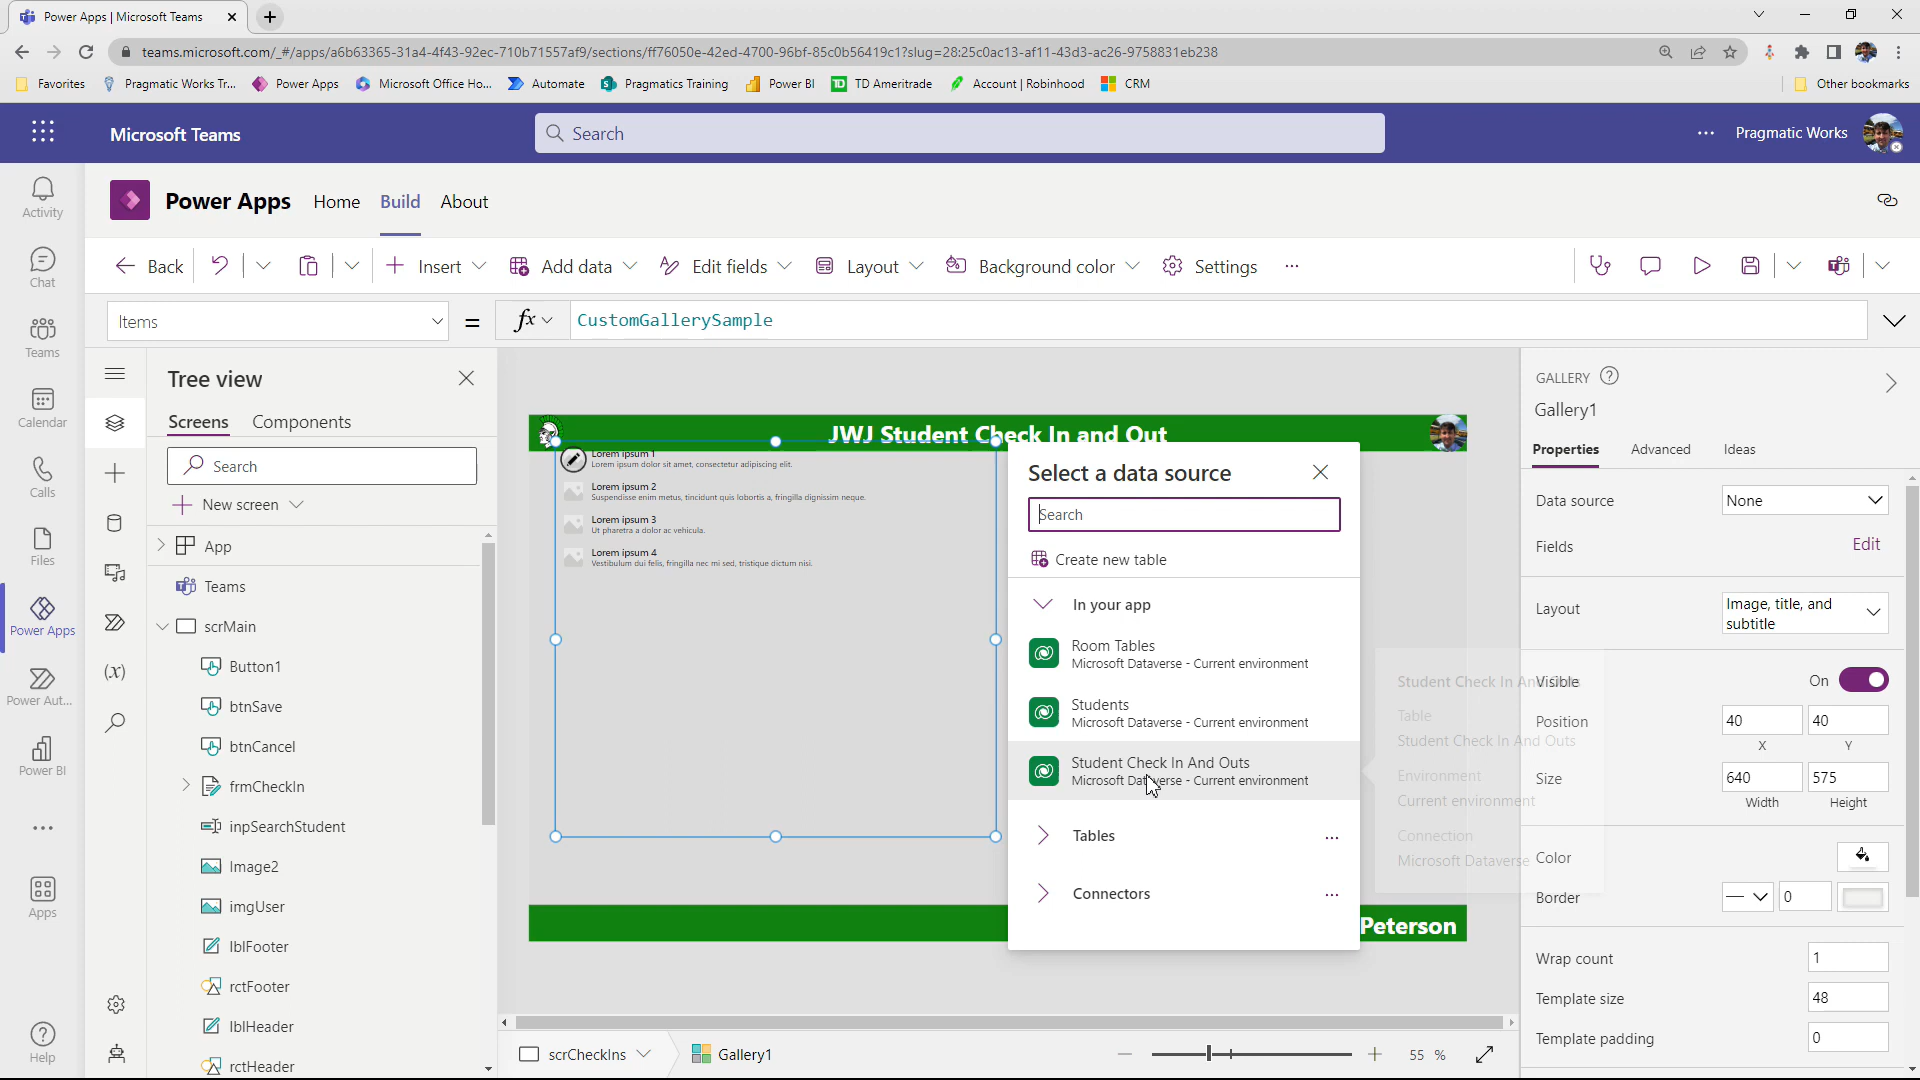 Power Apps | Microsoft Teams
teams.microsoft.com/_#/apps/a6b63365-31a4-4f43-92ec-710b71557af9/sections/ff76050e-42ed-4700-96bf-85c0b56419c1?slug=28:25c0ac13-af11-43d3-ac26-9758831eb238
Favorites Pragmatic Works Tr... Power Apps Microsoft Office Ho... Automate Pragmatics Training Power BI TD Ameritrade Account | Robinhood CRM Other bookmarks
Microsoft Teams Search ... Pragmatic Works
Power Apps Home Build About
Back Insert Add data Edit fields Layout Background color Settings ...
Items = fx CustomGallerySample
Activity
Chat
Teams
Calendar
Calls
Files
Power Apps
Power Aut...
Power BI
...
Apps
Help
Tree view
Screens Components
Search
New screen
App
Teams
scrMain
Button1
btnSave
btnCancel
frmCheckIn
inpSearchStudent
Image2
imgUser
lblFooter
rctFooter
lblHeader
rctHeader
JWJ Student Check In and Out
Lorem ipsum 1
Lorem ipsum dolor sit amet, consectetur adipiscing elit.
Lorem ipsum 2
Suspendisse enim metus, tincidunt quis lobortis a, fringilla dignissim neque.
Lorem ipsum 3
Ut pharetra a dolor ac vehicula.
Lorem ipsum 4
Vestibulum dui felis, fringilla nec mi sed, tristique dictum nisi.
Peterson
Select a data source
Search
Create new table
In your app
Room Tables
Microsoft Dataverse - Current environment
Students
Microsoft Dataverse - Current environment
Student Check In And Outs
Microsoft Dataverse - Current environment
Tables ...
Connectors ...
Student Check In And Outs
Table
Student Check In And Outs
Environment
Current environment
Connection
Microsoft Dataverse
scrCheckIns Gallery1 55 %
GALLERY
Gallery1
Properties Advanced Ideas
Data source None
Fields Edit
Layout Image, title, and subtitle
Visible On
Position 40 40
X Y
Size 640 575
Width Height
Color
Border 0
Wrap count 1
Template size 48
Template padding 0